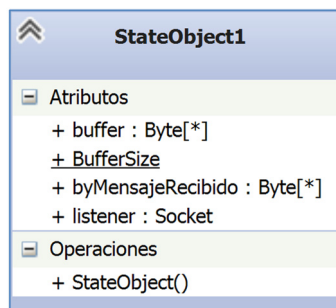 StateObject1
Atributos
+ buffer : Byte[*]
+ BufferSize
+ byMensajeRecibido : Byte[*]
+ listener : Socket
Operaciones
+ StateObject()